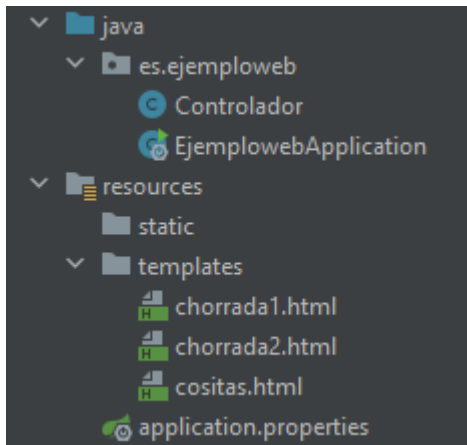 java
es.ejemploweb
Controlador
EjemplowebApplication
resources
static
templates
chorrada1.html
chorrada2.html
cositas.html
application.properties